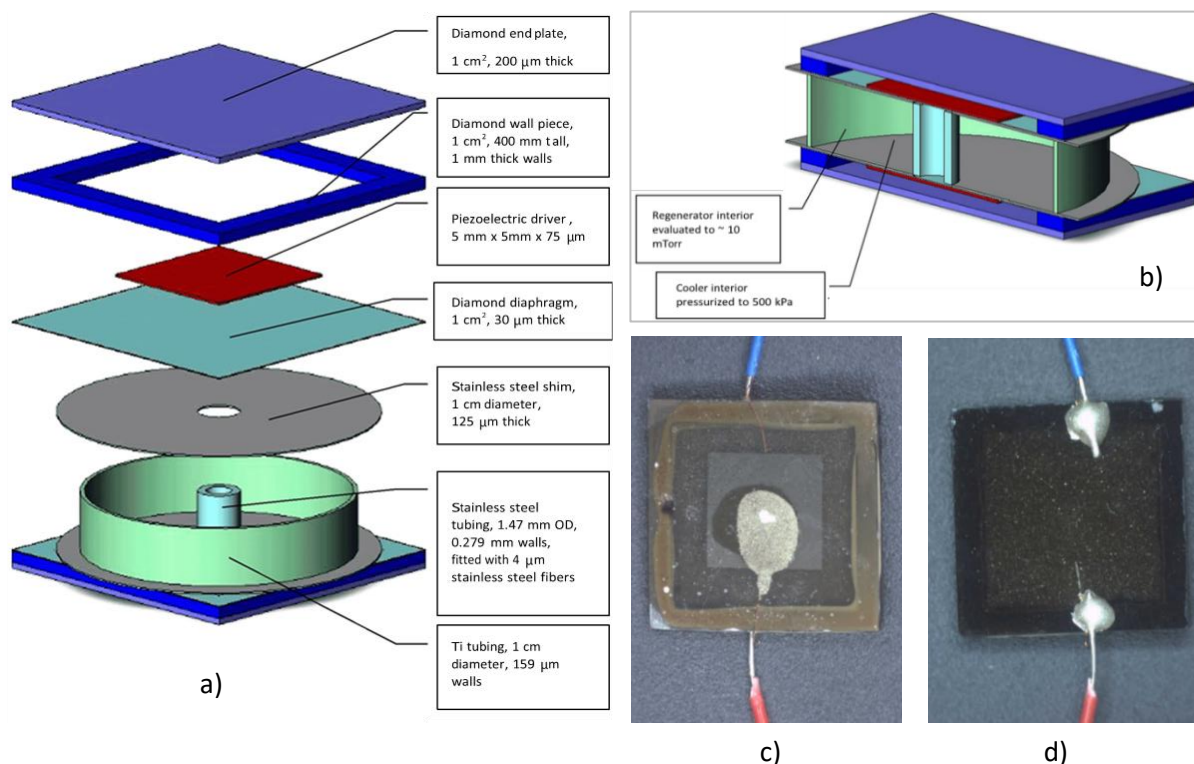 Diamond end plate,
1 cm², 200 µm thick
Diamond wall piece,
1 cm², 400 mm tall,
1 mm thick walls
Piezoelectric driver ,
5 mm x 5mm x 75 µm
Diamond diaphragm,
1 cm², 30 µm thick
Stainless steel shim,
1 cm diameter,
125 µm thick
Stainless steel
tubing, 1.47 mm OD,
0.279 mm walls,
fitted with 4 µm
stainless steel fibers
Ti tubing, 1 cm
diameter, 159 µm
walls
a)
Regenerator interior
evaluated to ~ 10
mTorr
Cooler interior
pressurized to 500 kPa
b)
c)
d)